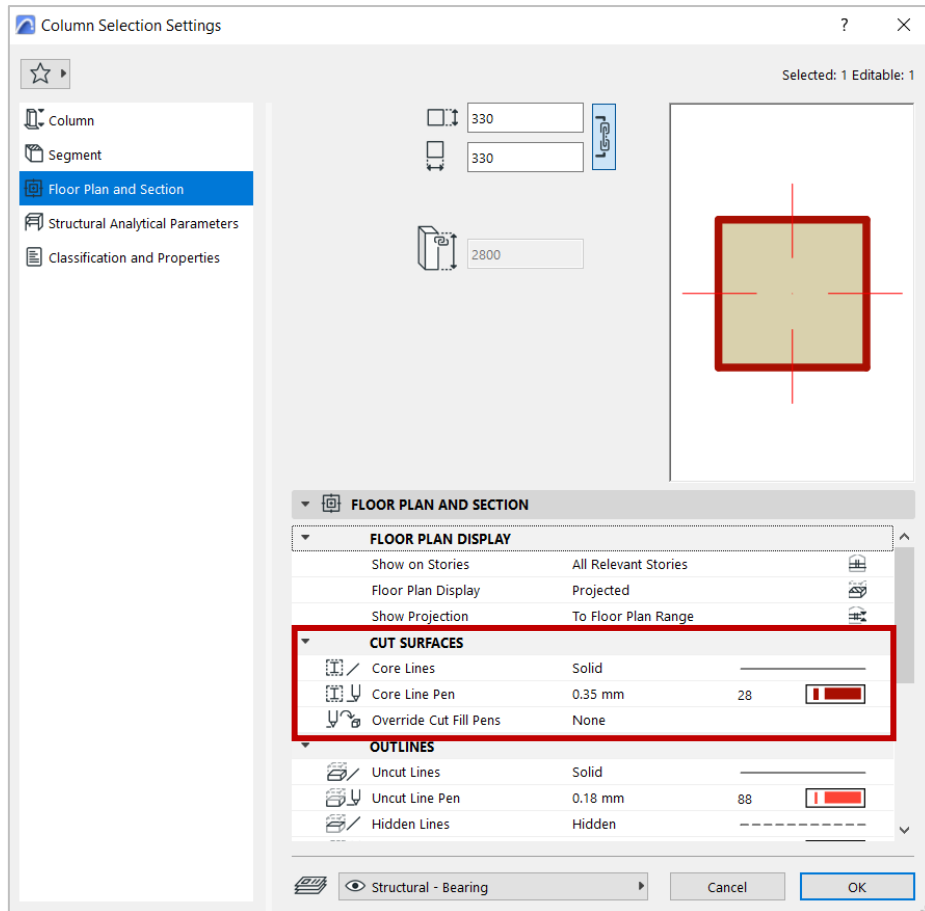 Column Selection Settings ? ×
Selected: 1 Editable: 1
Column
Segment
Floor Plan and Section
Structural Analytical Parameters
Classification and Properties
330
330
2800
FLOOR PLAN AND SECTION
FLOOR PLAN DISPLAY
Show on Stories All Relevant Stories
Floor Plan Display Projected
Show Projection To Floor Plan Range
CUT SURFACES
Core Lines Solid
Core Line Pen 0.35 mm 28
Override Cut Fill Pens None
OUTLINES
Uncut Lines Solid
Uncut Line Pen 0.18 mm 88
Hidden Lines Hidden
Structural - Bearing Cancel OK